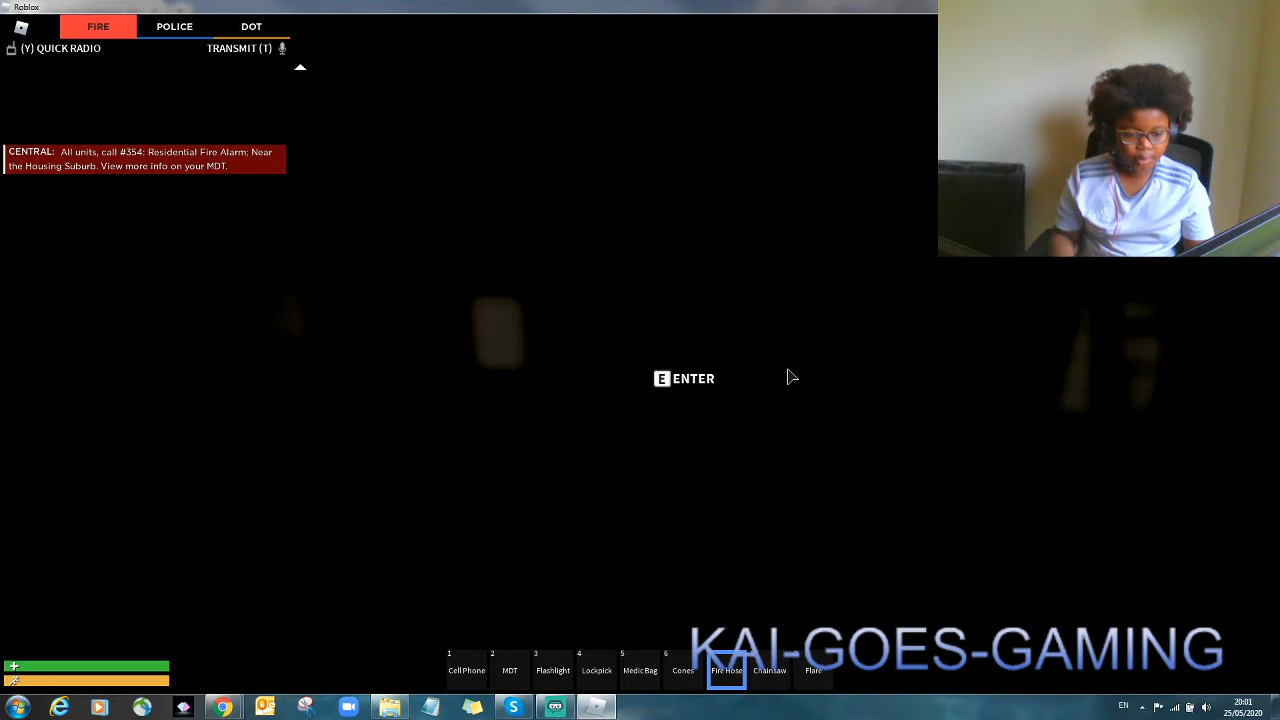 Roblox
FIRE POLICE DOT
(Y) QUICK RADIO TRANSMIT (T)
CENTRAL: All units, call #354: Residential Fire Alarm; Near
the Housing Suburb. View more info on your MDT.
E ENTER
KAI-GOES-GAMING
1 2 3 4 5 6
Cell Phone MDT Flashlight Lockpick Medic Bag Cones Fire Hose Chainsaw Flare
EN 20:01
25/05/2020